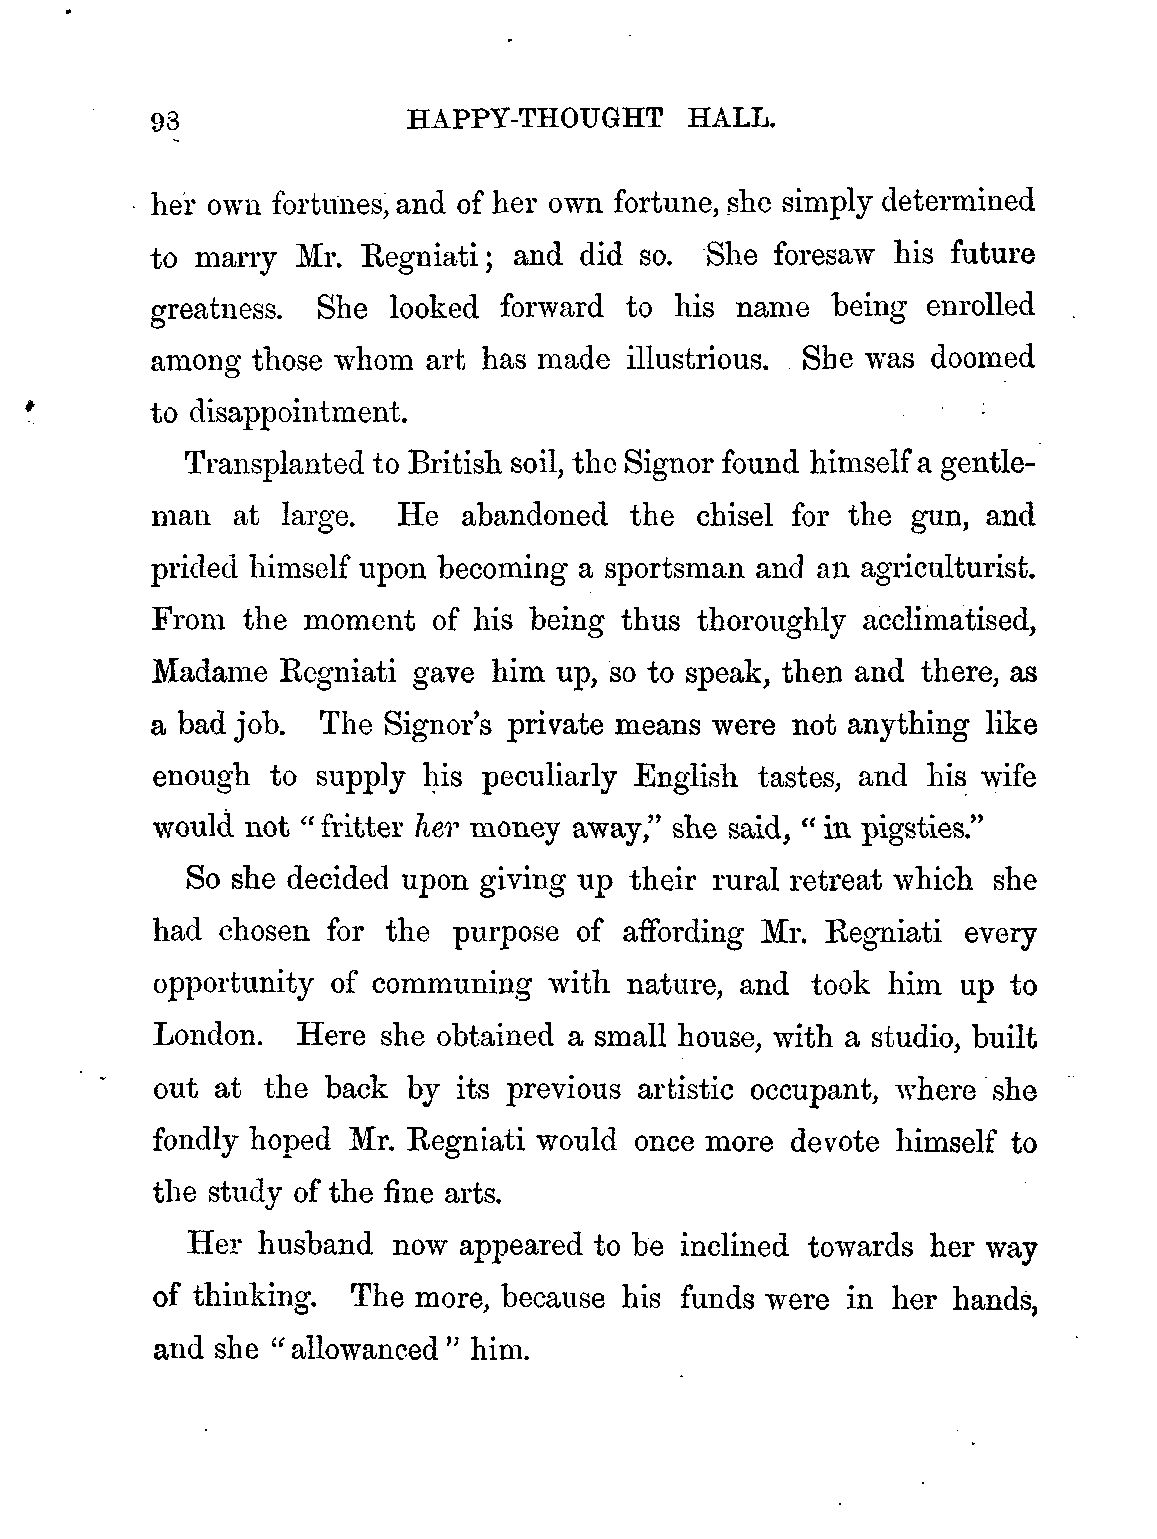 93 HAPPY-THOUGHT HALL.
her own fortunes, and of her own fortune, she simply determined
to marry Mr. Regniati; and did so. She foresaw his future
greatness. She looked forward to his name being enrolled
among those whom art has made illustrious. She was doomed
to disappointment.
Transplanted to British soil, the Signor found himself a gentle-
man at large. He abandoned the chisel for the gun, and
prided himself upon becoming a sportsman and an agriculturist.
From the moment of his being thus thoroughly acclimatised,
Madame Regniati gave him up, so to speak, then and there, as
a bad job. The Signor's private means were not anything like
enough to supply his peculiarly English tastes, and his wife
would not "fritter her money away," she said, "in pigsties."
So she decided upon giving up their rural retreat which she
had chosen for the purpose of affording Mr. Regniati every
opportunity of communing with nature, and took him up to
London. Here she obtained a small house, with a studio, built
out at the back by its previous artistic occupant, where she
fondly hoped Mr. Regniati would once more devote himself to
the study of the fine arts.
Her husband now appeared to be inclined towards her way
of thinking. The more, because his funds were in her hands,
and she "allowanced" him.